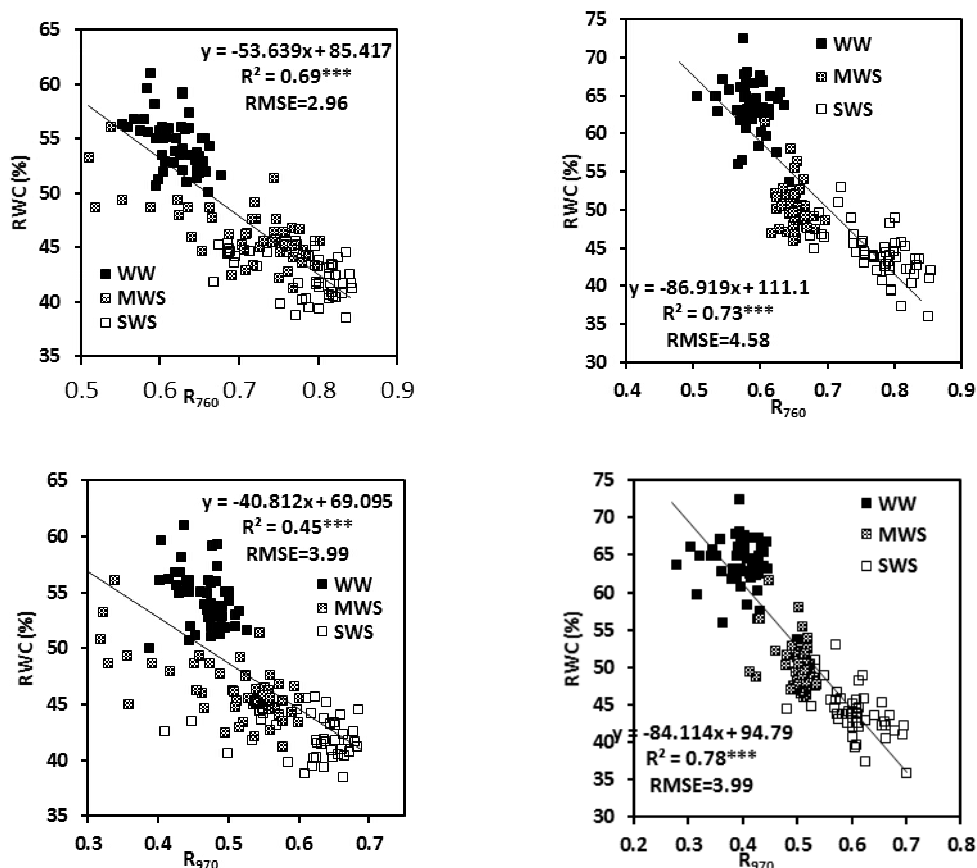 65
60
55
50
45
40
35
RWC (%)
y = -53.639x + 85.417
R² = 0.69***
RMSE=2.96
WW
MWS
SWS
0.5 0.6 0.7 0.8 0.9
R₇₆₀
75
70
65
60
55
50
45
40
35
30
RWC (%)
WW
MWS
SWS
y = -86.919x + 111.1
R² = 0.73***
RMSE=4.58
0.4 0.5 0.6 0.7 0.8 0.9
R₇₆₀
65
60
55
50
45
40
35
RWC (%)
y = -40.812x + 69.095
R² = 0.45***
RMSE=3.99
WW
MWS
SWS
0.3 0.4 0.5 0.6 0.7
R₉₇₀
75
70
65
60
55
50
45
40
35
30
RWC (%)
WW
MWS
SWS
y = -84.114x + 94.79
R² = 0.78***
RMSE=3.99
0.2 0.3 0.4 0.5 0.6 0.7 0.8
R₉₇₀